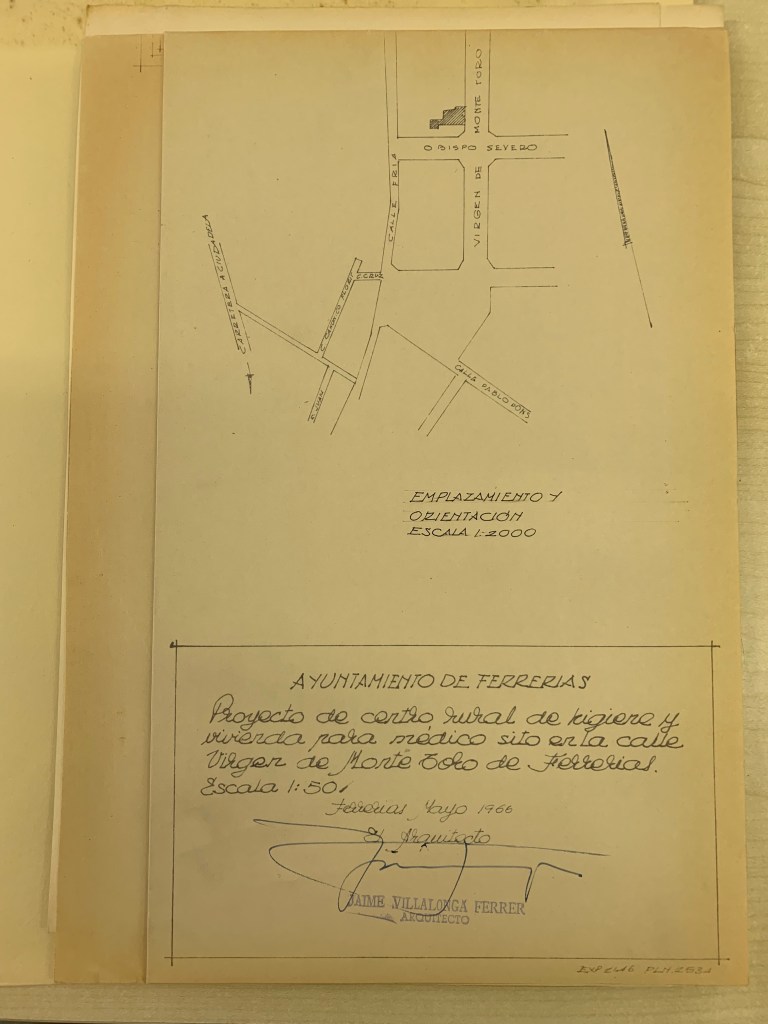 VIRGEN DE MONTE TORO
OBISPO SEVERO
CALLE FRIA
CARRETERA A CIUDADELA
C. CRUZ
C. JUAN
CALLE PABLO PONS
EMPLAZAMIENTO Y
ORIENTACIÓN
ESCALA 1:2000
AYUNTAMIENTO DE FERRERIAS
Proyecto de centro rural de higiene y
vivienda para médico sito en la calle
Virgen de Monte Toro de Ferrerias.
Escala 1:50
Ferrerias Mayo 1966
El Arquitecto
JAIME VILLALONGA FERRER
ARQUITECTO